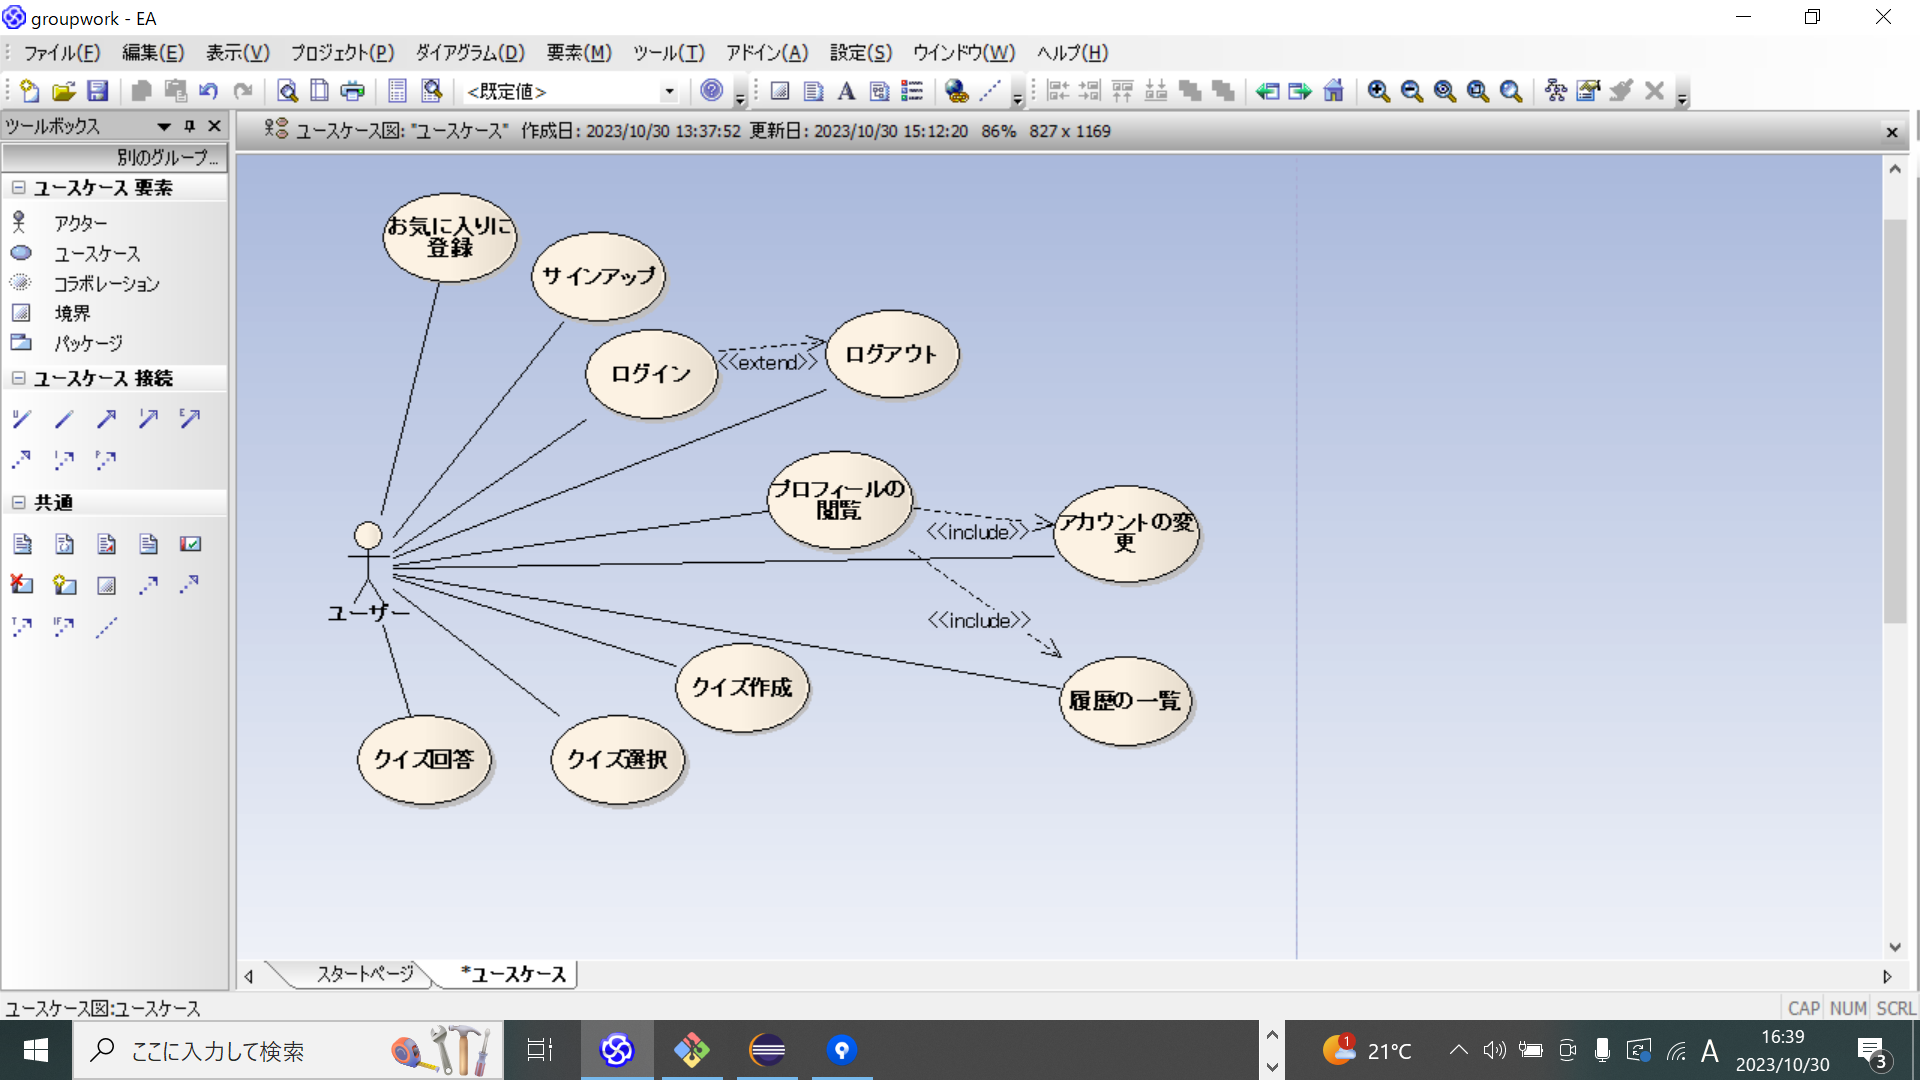 groupwork - EA
ファイル(F) 編集(E) 表示(V) プロジェクト(P) ダイアグラム(D) 要素(M) ツール(T) アドイン(A) 設定(S) ウインドウ(W) ヘルプ(H)
<既定値>
ツールボックス
ユースケース図: "ユースケース" 作成日: 2023/10/30 13:37:52 更新日: 2023/10/30 15:12:20 86% 827 x 1169
別のグループ...
ユースケース 要素
アクター
ユースケース
コラボレーション
境界
パッケージ
ユースケース 接続
共通
お気に入りに
登録
サインアップ
ログイン
<<extend>>
ログアウト
プロフィールの
閲覧
<<include>>
アカウントの変
更
ユーザー
<<include>>
クイズ作成
履歴の一覧
クイズ回答
クイズ選択
スタートページ
*ユースケース
ユースケース図:ユースケース
CAP NUM SCRL
ここに入力して検索
1
21°C
A
16:39
2023/10/30
3